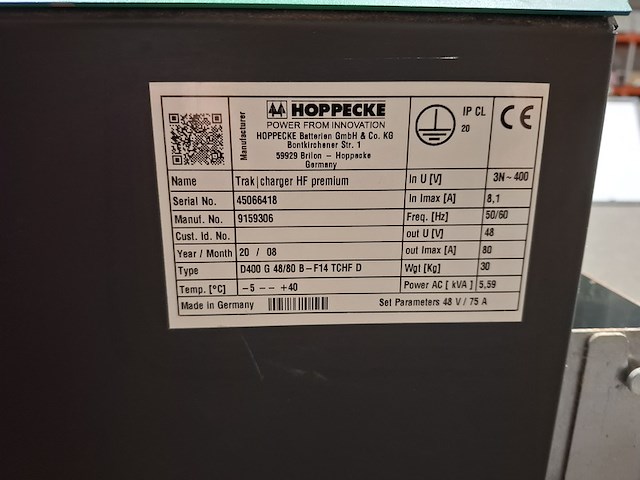 HOPPECKE
POWER FROM INNOVATION
Manufacturer
HOPPECKE Batterien GmbH & Co. KG
Bontkirchener Str. 1
59929 Brilon - Hoppecke
Germany
IP CL
20
CE
Name Trak|charger HF premium In U [V] 3N~400
Serial No. 45066418 In Imax [A] 8,1
Manuf. No. 9159306 Freq. [Hz] 50/60
Cust. Id. No. out U [V] 48
Year / Month 20 / 08 out Imax [A] 80
Type D400 G 48/80 B-F14 TCHF D Wgt [Kg] 30
Temp. [°C] -5 -- +40 Power AC [ kVA ] 5,59
Made in Germany Set Parameters 48 V / 75 A